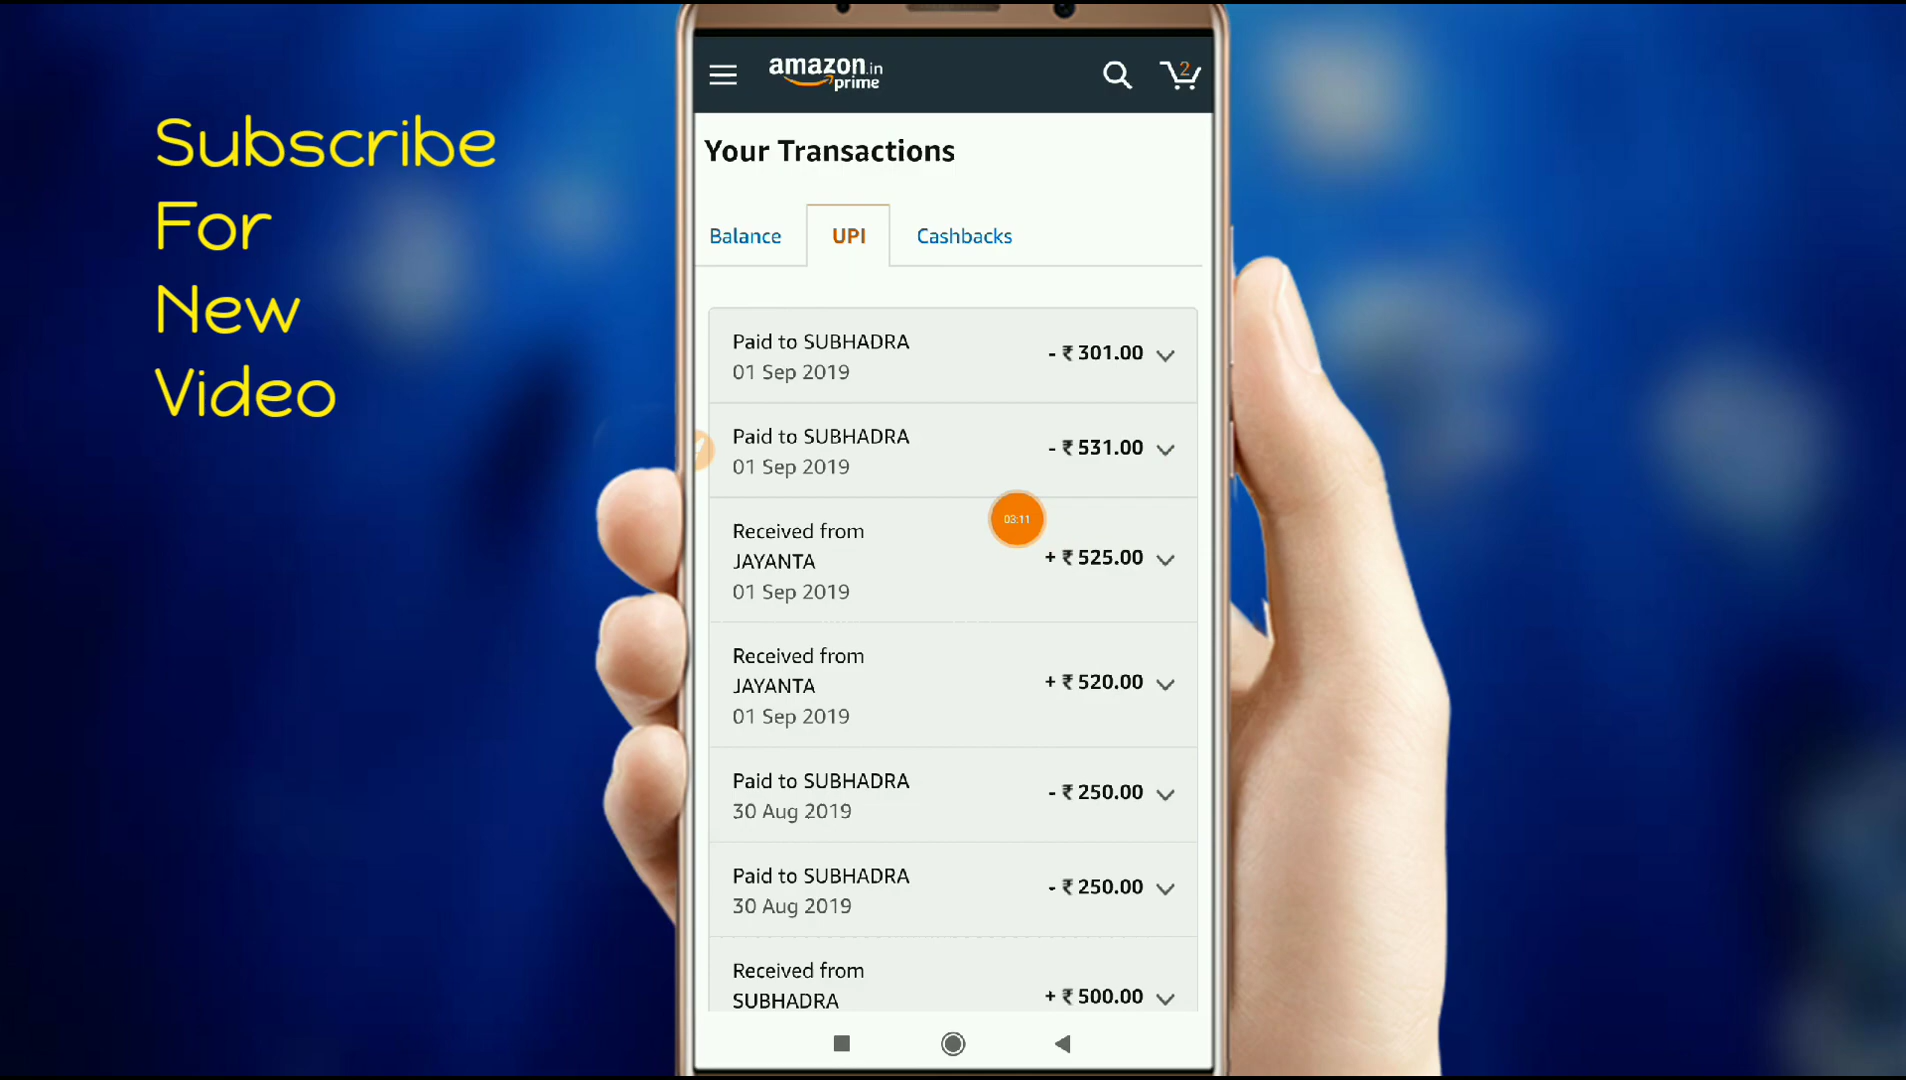 Subscribe
For
New
Video
amazon.in
prime
2
Your Transactions
Balance UPI Cashbacks
Paid to SUBHADRA
01 Sep 2019
- ₹ 301.00
Paid to SUBHADRA
01 Sep 2019
- ₹ 531.00
03:11
Received from
JAYANTA
01 Sep 2019
+ ₹ 525.00
Received from
JAYANTA
01 Sep 2019
+ ₹ 520.00
Paid to SUBHADRA
30 Aug 2019
- ₹ 250.00
Paid to SUBHADRA
30 Aug 2019
- ₹ 250.00
Received from
SUBHADRA
+ ₹ 500.00